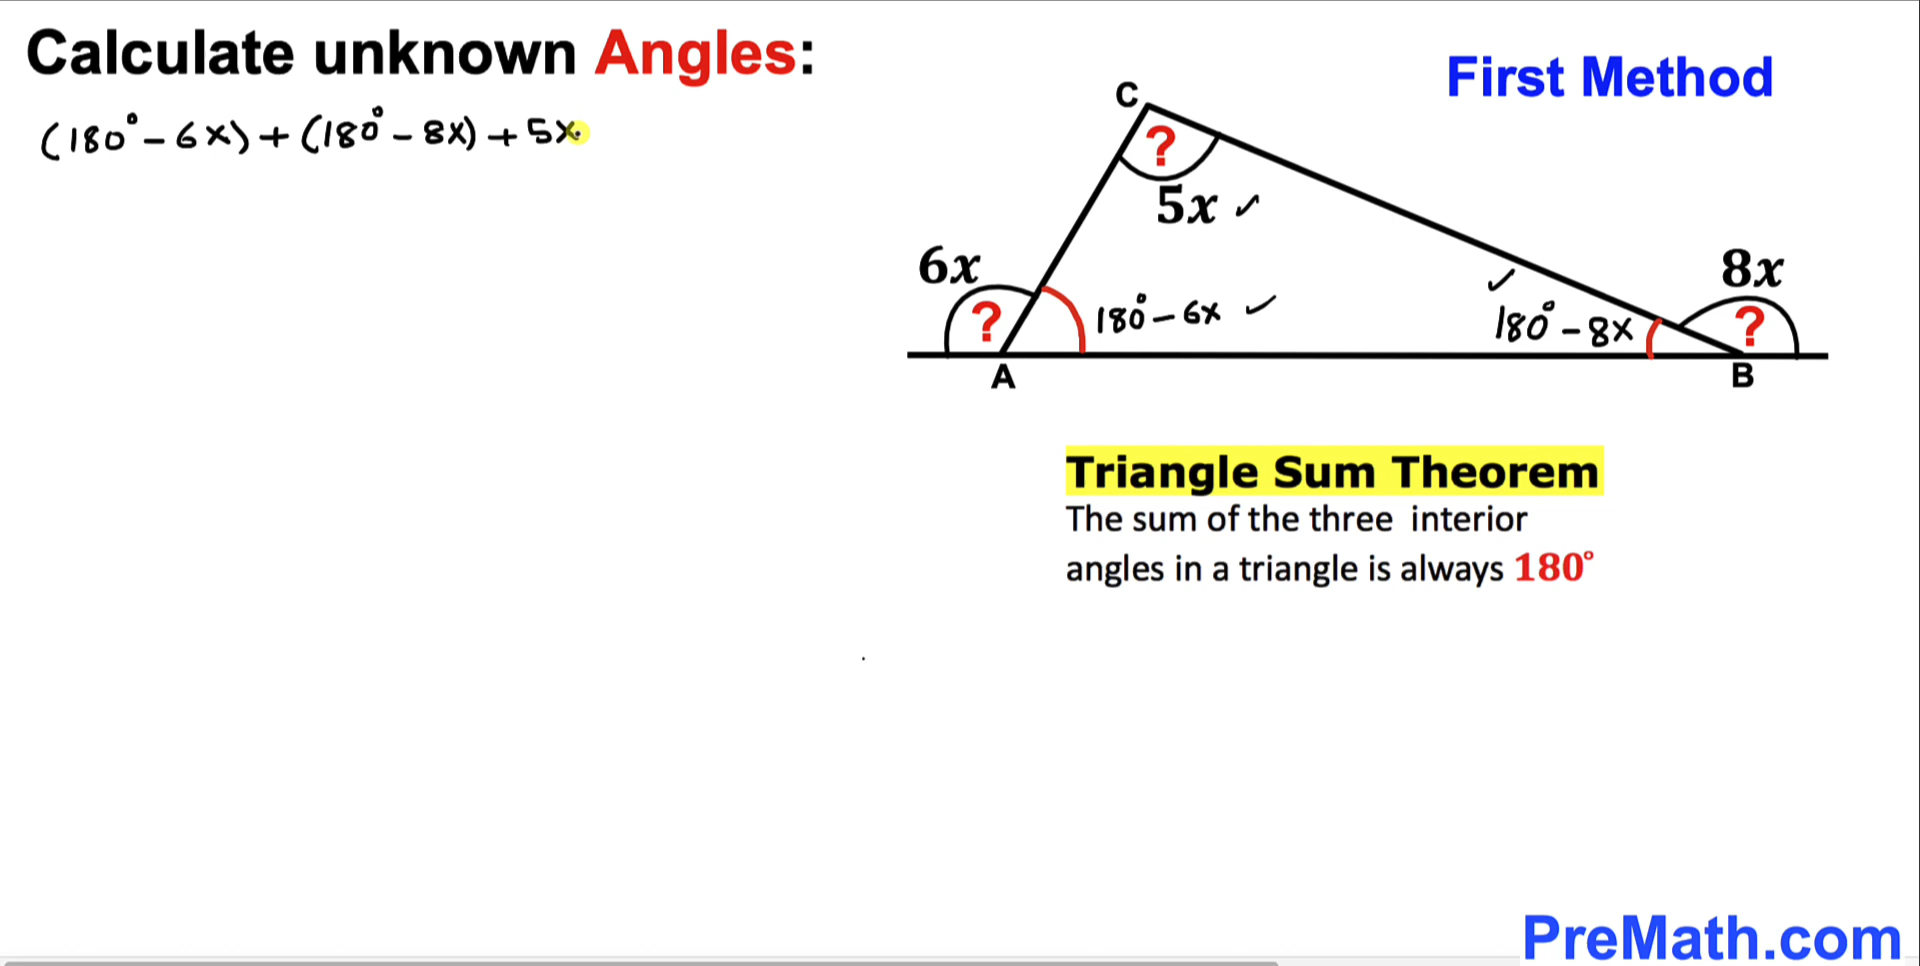 Calculate unknown Angles:
First Method
(180° - 6x) + (180° - 8x) + 5x
C
?
5x ✓
6x
?
180° - 6x ✓
✓
180° - 8x
8x
?
A
B
Triangle Sum Theorem
The sum of the three interior
angles in a triangle is always 180°
PreMath.com